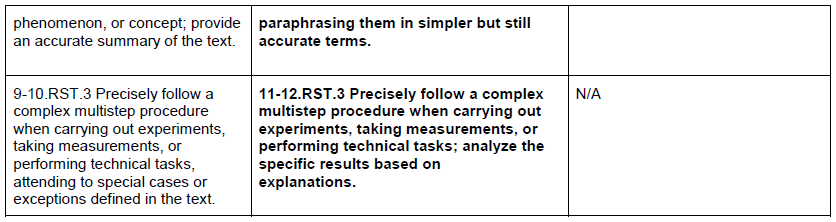 phenomenon, or concept; provide
an accurate summary of the text.
paraphrasing them in simpler but still
accurate terms.
9-10.RST.3 Precisely follow a
complex multistep procedure
when carrying out experiments,
taking measurements, or
performing technical tasks,
attending to special cases or
exceptions defined in the text.
11-12.RST.3 Precisely follow a complex
multistep procedure when carrying out
experiments, taking measurements, or
performing technical tasks; analyze the
specific results based on
explanations.
N/A